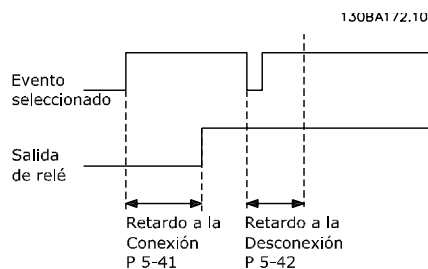 130BA172.10
Evento
seleccionado
Salida
de relé
Retardo a la
Conexión
P 5-41
Retardo a la
Desconexión
P 5-42